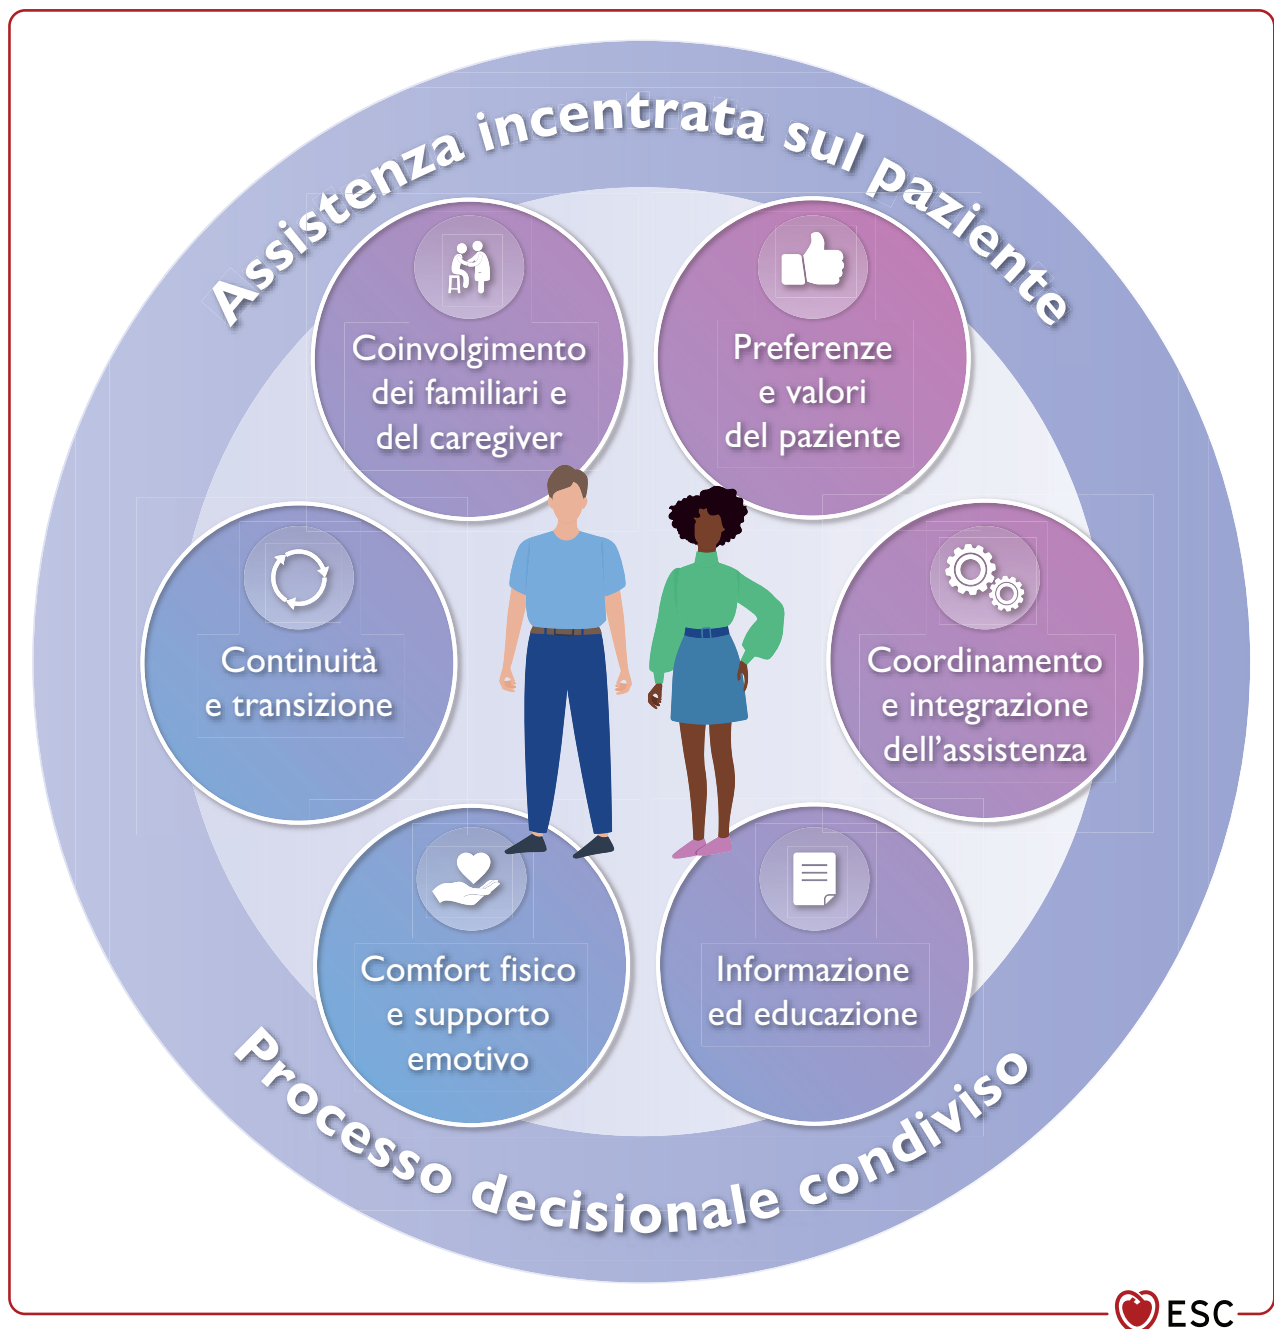 Assistenza incentrata sul paziente
Coinvolgimento
dei familiari e
del caregiver
Preferenze
e valori
del paziente
Continuità
e transizione
Coordinamento
e integrazione
dell’assistenza
Comfort fisico
e supporto
emotivo
Informazione
ed educazione
Processo decisionale condiviso
ESC